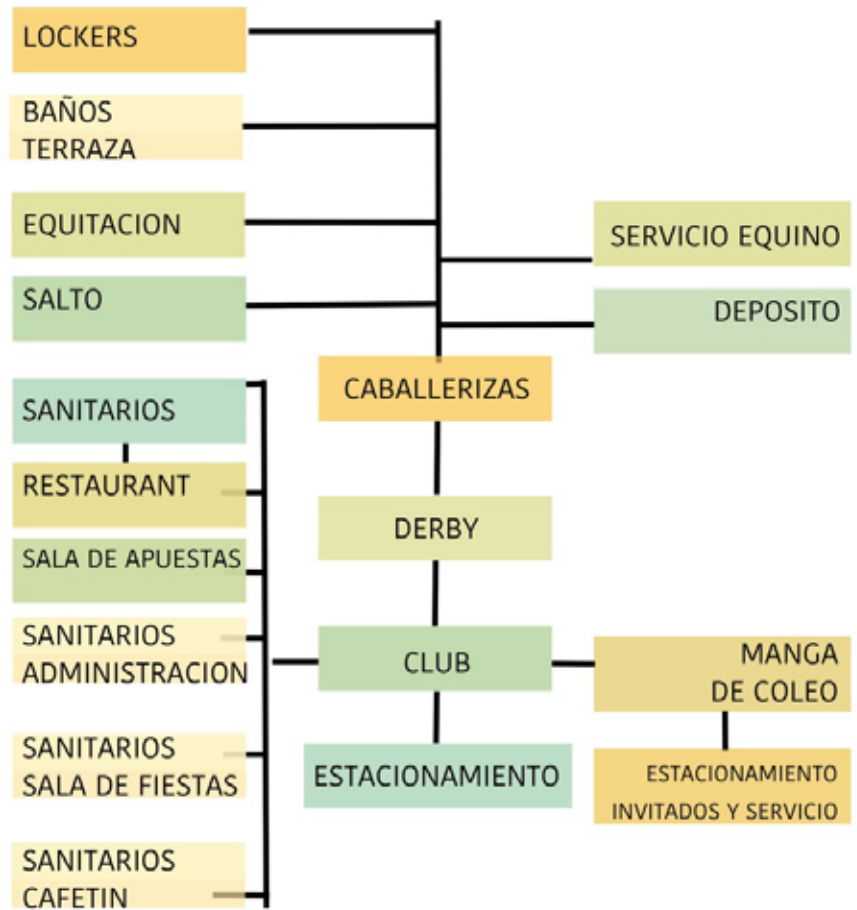 LOCKERS
BAÑOS
TERRAZA
EQUITACION
SERVICIO EQUINO
SALTO
DEPOSITO
CABALLERIZAS
SANITARIOS
RESTAURANT
DERBY
SALA DE APUESTAS
SANITARIOS
ADMINISTRACION
CLUB
MANGA
DE COLEO
SANITARIOS
SALA DE FIESTAS
ESTACIONAMIENTO
ESTACIONAMIENTO
INVITADOS Y SERVICIO
SANITARIOS
CAFETIN